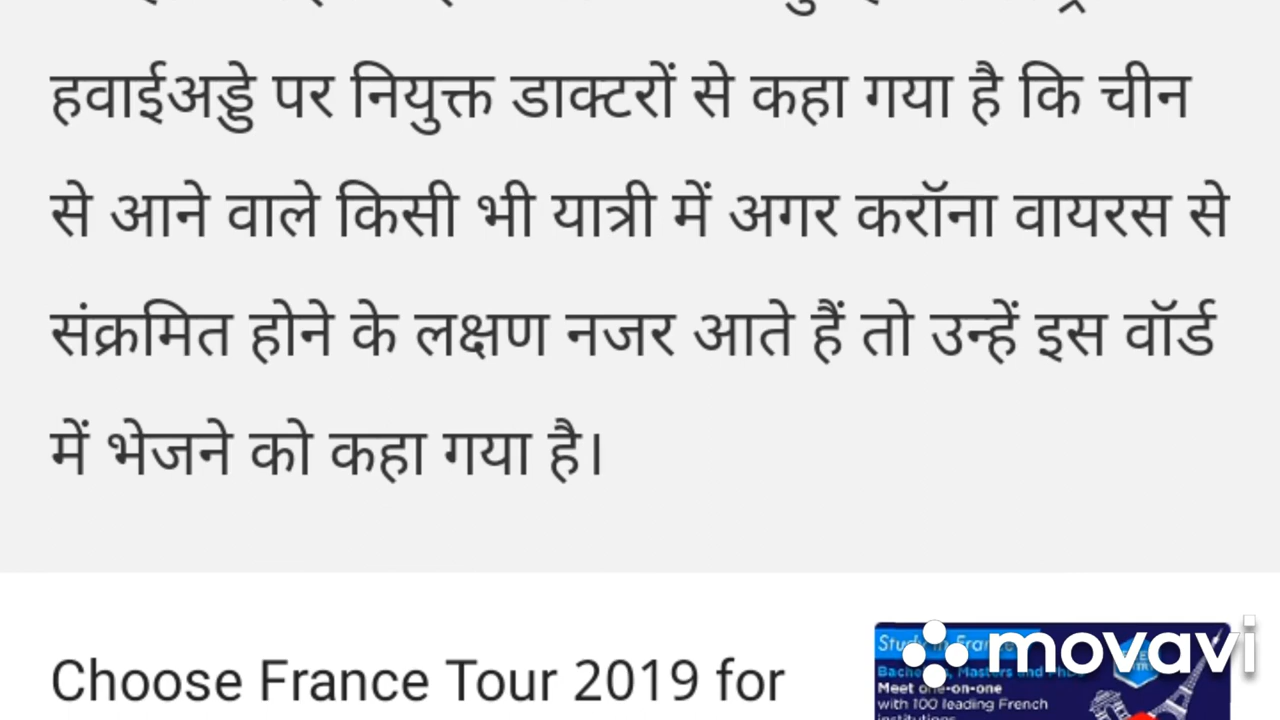 हवाईअड्डे पर नियुक्त डाक्टरों से कहा गया है कि चीन
से आने वाले किसी भी यात्री में अगर करॉना वायरस से
संक्रमित होने के लक्षण नजर आते हैं तो उन्हें इस वॉर्ड
में भेजने को कहा गया है।
Choose France Tour 2019 for
movavi
Meet one-on-one
with 100 leading French